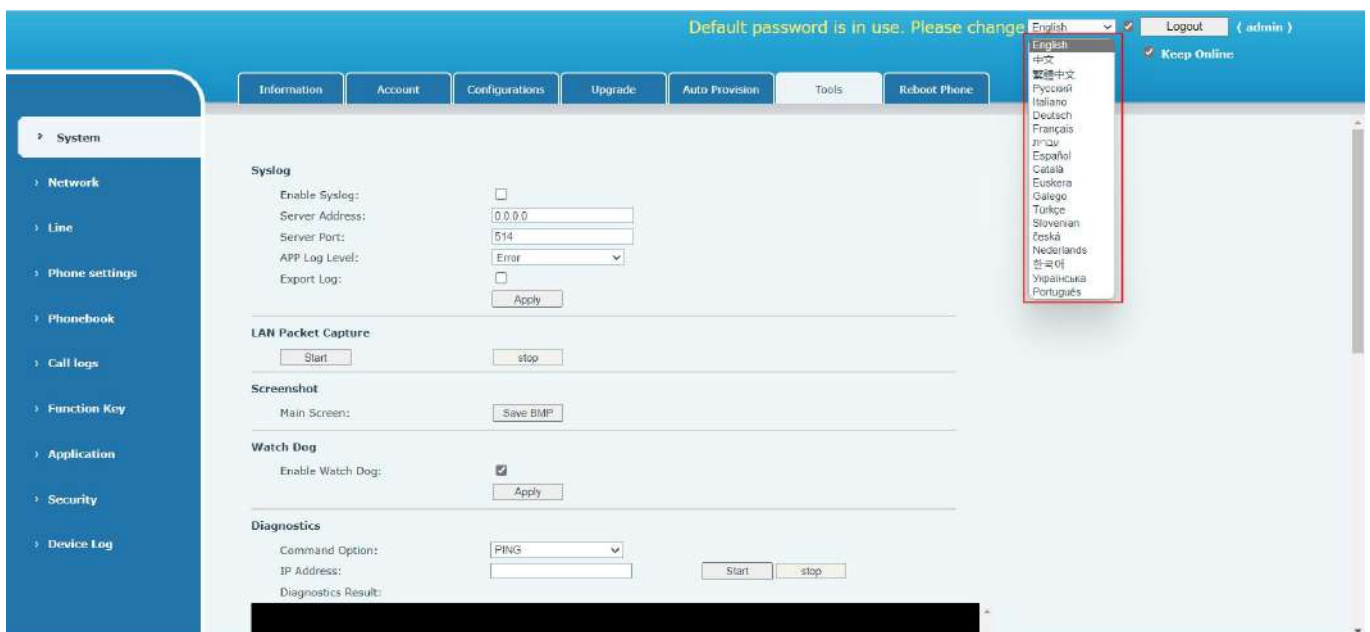 Default password is in use. Please change
English
Logout
( admin )
Keep Online
English
中文
繁體中文
Русский
Italiano
Deutsch
Français
עברית
Español
Català
Euskera
Galego
Türkçe
Slovenian
česká
Nederlands
한국어
Українська
Português
Information
Account
Configurations
Upgrade
Auto Provision
Tools
Reboot Phone
› System
› Network
› Line
› Phone settings
› Phonebook
› Call logs
› Function Key
› Application
› Security
› Device Log
Syslog
Enable Syslog:
Server Address: 0.0.0.0
Server Port: 514
APP Log Level: Error
Export Log:
Apply
LAN Packet Capture
Start stop
Screenshot
Main Screen: Save BMP
Watch Dog
Enable Watch Dog:
Apply
Diagnostics
Command Option: PING
IP Address: Start stop
Diagnostics Result: